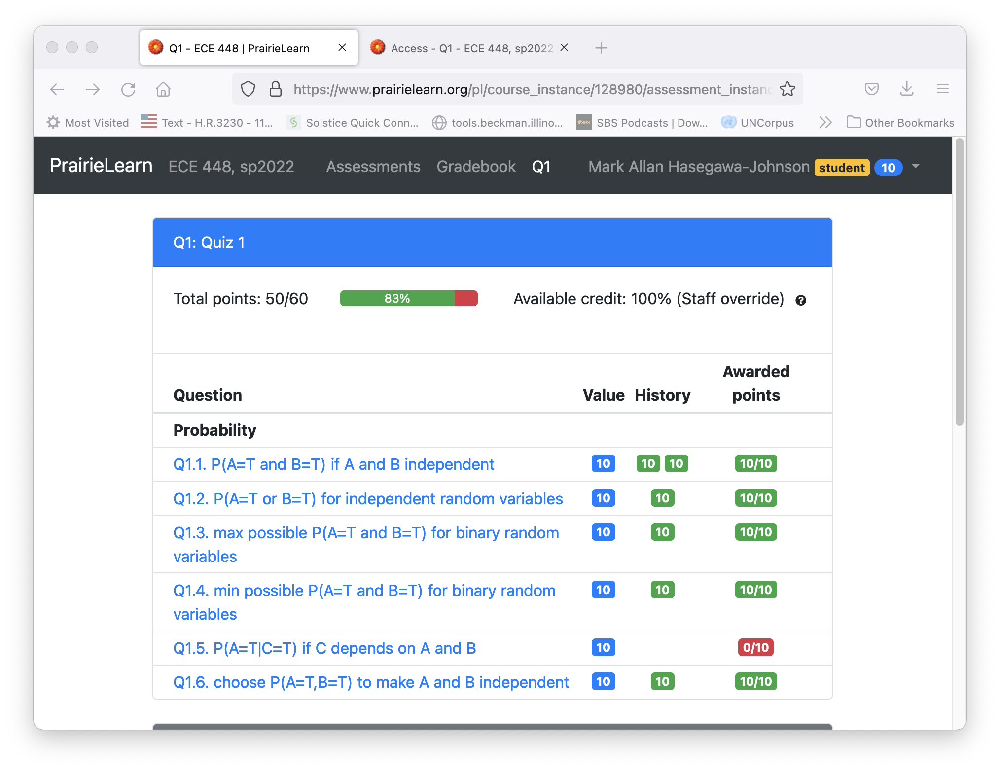 Q1 - ECE 448 | PrairieLearn
Access - Q1 - ECE 448, sp2022
https://www.prairielearn.org/pl/course_instance/128980/assessment_instanc
Most Visited
Text - H.R.3230 - 11...
Solstice Quick Conn...
tools.beckman.illino...
SBS
SBS Podcasts | Dow...
UNCorpus
Other Bookmarks
PrairieLearn ECE 448, sp2022 Assessments Gradebook Q1 Mark Allan Hasegawa-Johnson student 10
Q1: Quiz 1
Total points: 50/60 83% Available credit: 100% (Staff override) ?
Question Value History Awarded points
Probability
Q1.1. P(A=T and B=T) if A and B independent 10 10 10 10/10
Q1.2. P(A=T or B=T) for independent random variables 10 10 10/10
Q1.3. max possible P(A=T and B=T) for binary random 10 10 10/10
variables
Q1.4. min possible P(A=T and B=T) for binary random 10 10 10/10
variables
Q1.5. P(A=T|C=T) if C depends on A and B 10 0/10
Q1.6. choose P(A=T,B=T) to make A and B independent 10 10 10/10